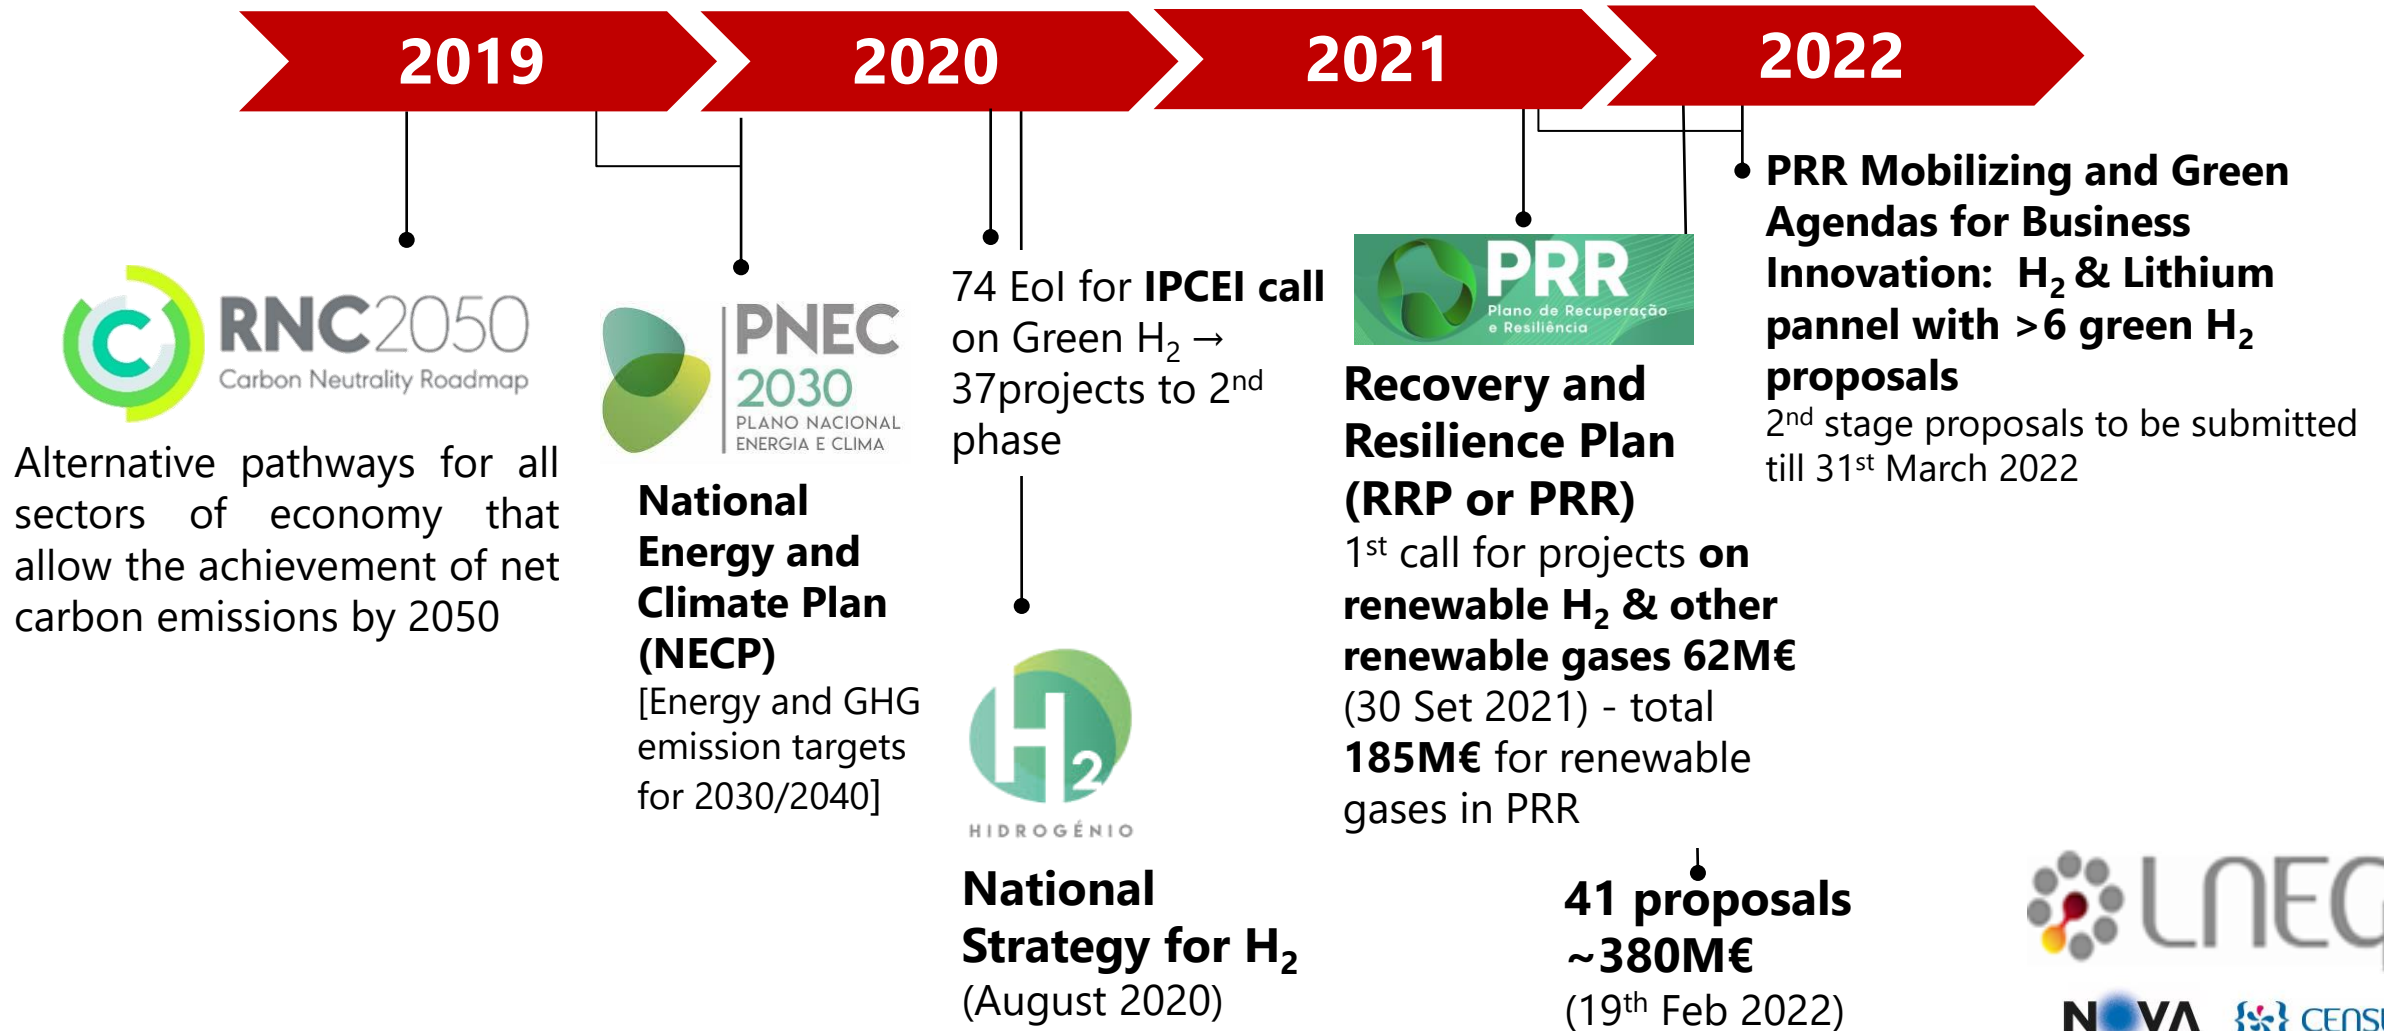 2019
2020
2021
2022
RNC2050
Carbon Neutrality Roadmap
Alternative pathways for all
sectors of economy that
allow the achievement of net
carbon emissions by 2050
PNEC
2030
PLANO NACIONAL
ENERGIA E CLIMA
National
Energy and
Climate Plan
(NECP)
[Energy and GHG
emission targets
for 2030/2040]
74 EoI for IPCEI call
on Green H₂ →
37projects to 2nd
phase
H₂
HIDROGÉNIO
National
Strategy for H₂
(August 2020)
PRR
Plano de Recuperação
e Resiliência
Recovery and
Resilience Plan
(RRP or PRR)
1st call for projects on
renewable H₂ & other
renewable gases 62M€
(30 Set 2021) - total
185M€ for renewable
gases in PRR
41 proposals
~380M€
(19th Feb 2022)
PRR Mobilizing and Green
Agendas for Business
Innovation: H₂ & Lithium
pannel with >6 green H₂
proposals
2nd stage proposals to be submitted
till 31st March 2022
LNEG
NOVA
CENS